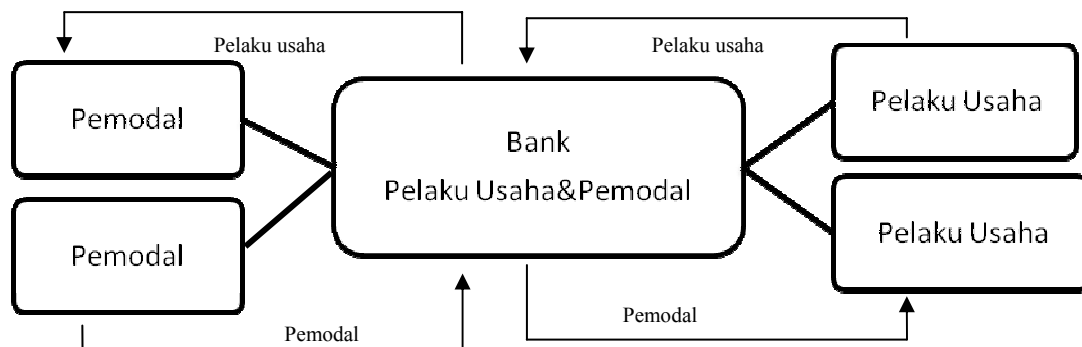 Pelaku usaha
Pelaku usaha
Pemodal
Bank
Pelaku Usaha&Pemodal
Pelaku Usaha
Pemodal
Pelaku Usaha
Pemodal
Pemodal